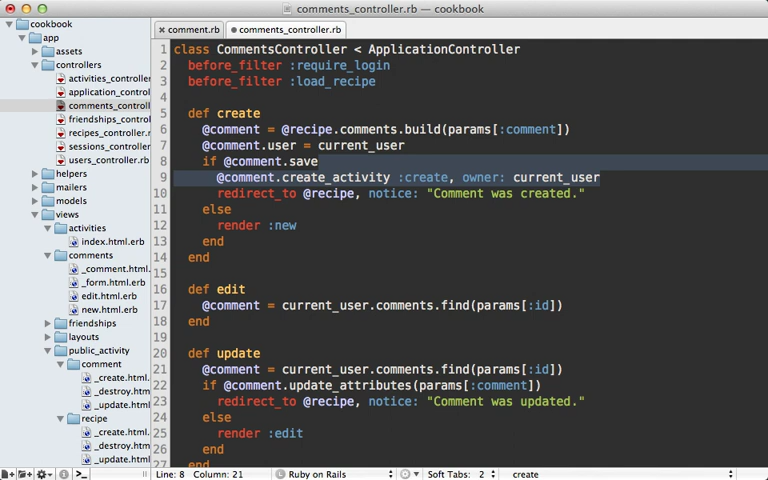 comments_controller.rb — cookbook
comment.rb
comments_controller.rb
cookbook
app
assets
controllers
activities_controller
application_control
comments_controll
friendships_controlle
recipes_controller.rb
sessions_controller
users_controller.rb
helpers
mailers
models
views
activities
index.html.erb
comments
_comment.html.
_form.html.erb
edit.html.erb
new.html.erb
friendships
layouts
public_activity
comment
_create.html.
_destroy.html
_update.html
recipe
_create.html.
_destroy.html
_update.html
1 class CommentsController < ApplicationController
2 before_filter :require_login
3 before_filter :load_recipe
4
5 def create
6 @comment = @recipe.comments.build(params[:comment])
7 @comment.user = current_user
8 if @comment.save
9 @comment.create_activity :create, owner: current_user
10 redirect_to @recipe, notice: "Comment was created."
11 else
12 render :new
13 end
14 end
15
16 def edit
17 @comment = current_user.comments.find(params[:id])
18 end
19
20 def update
21 @comment = current_user.comments.find(params[:id])
22 if @comment.update_attributes(params[:comment])
23 redirect_to @recipe, notice: "Comment was updated."
24 else
25 render :edit
26 end
27 end
Line: 8 Column: 21
Ruby on Rails
Soft Tabs: 2
create